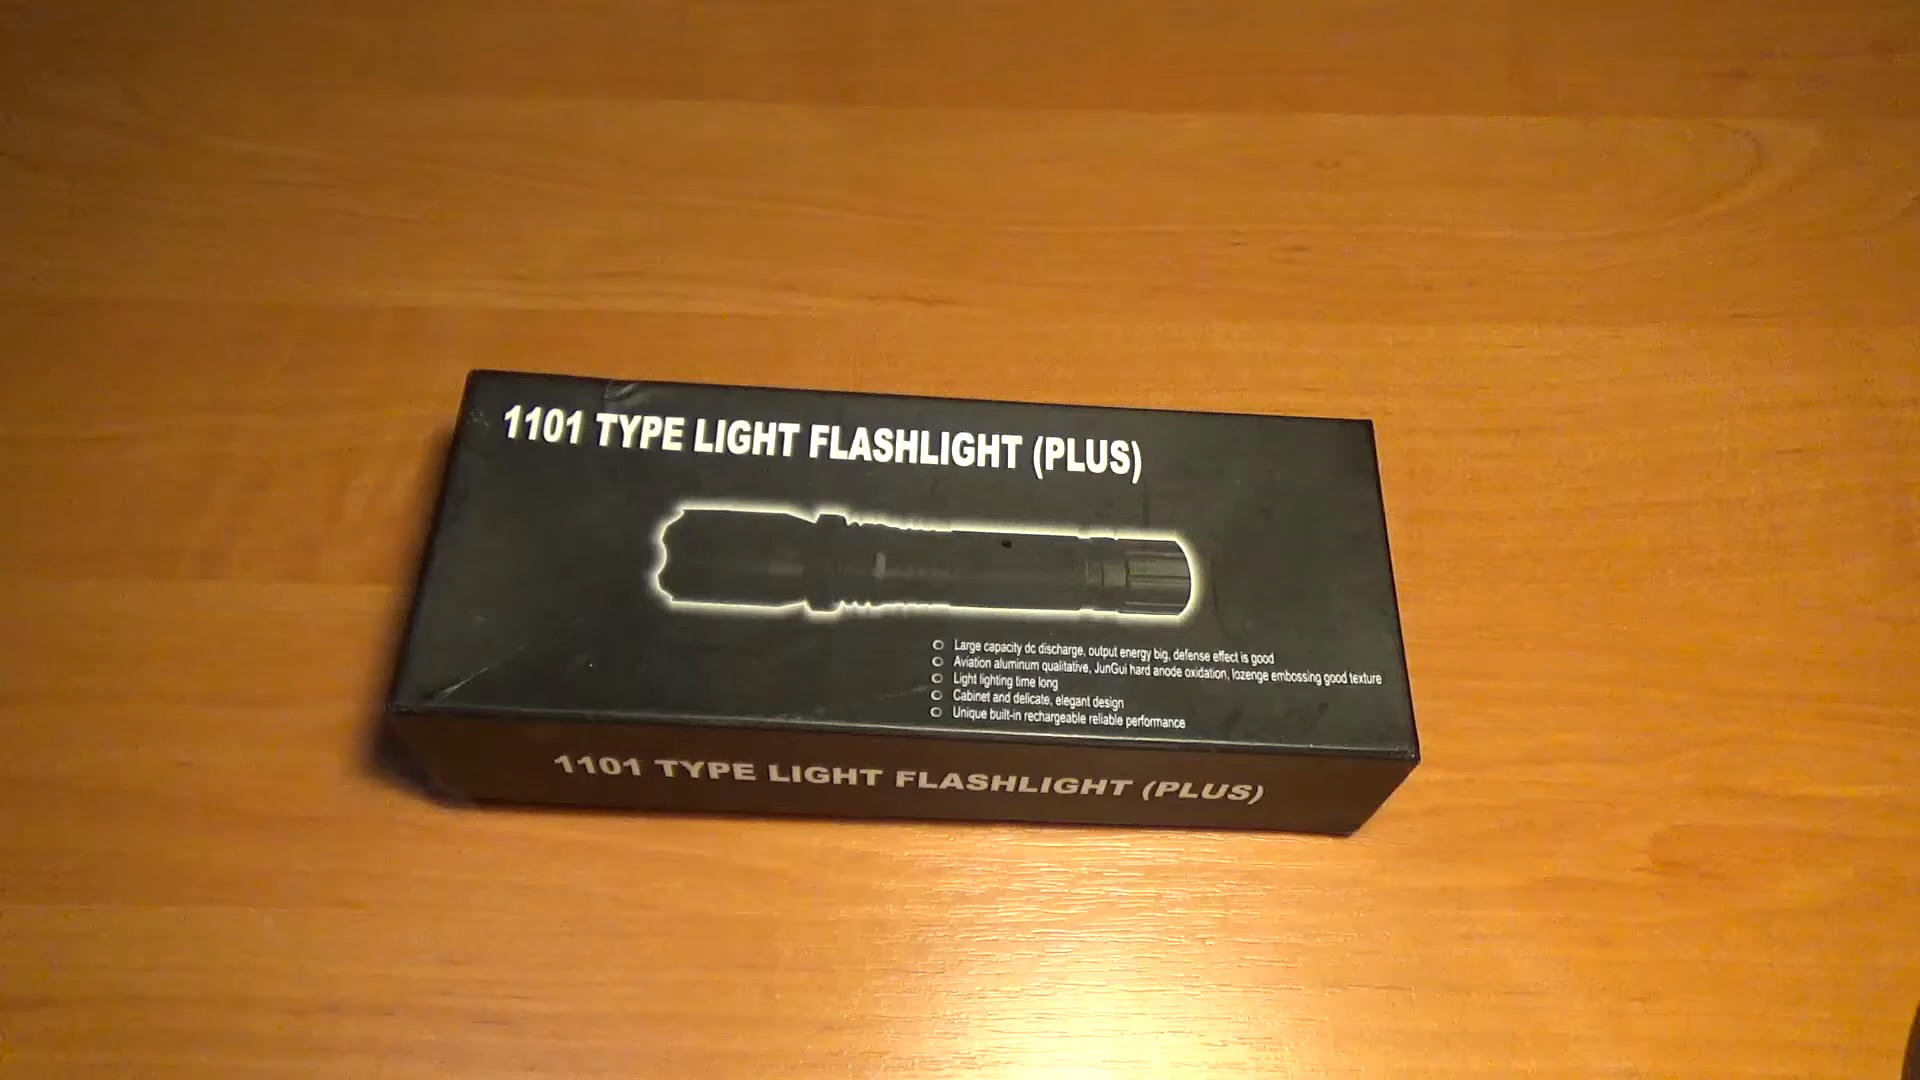 1101 TYPE LIGHT FLASHLIGHT (PLUS)
Large capacity dc discharge, output energy big, defense effect is good
Aviation aluminum qualitative, JunGui hard anode oxidation, lozenge embossing good texture
Light lighting time long
Cabinet and delicate, elegant design
Unique built-in rechargeable reliable performance
1101 TYPE LIGHT FLASHLIGHT (PLUS)